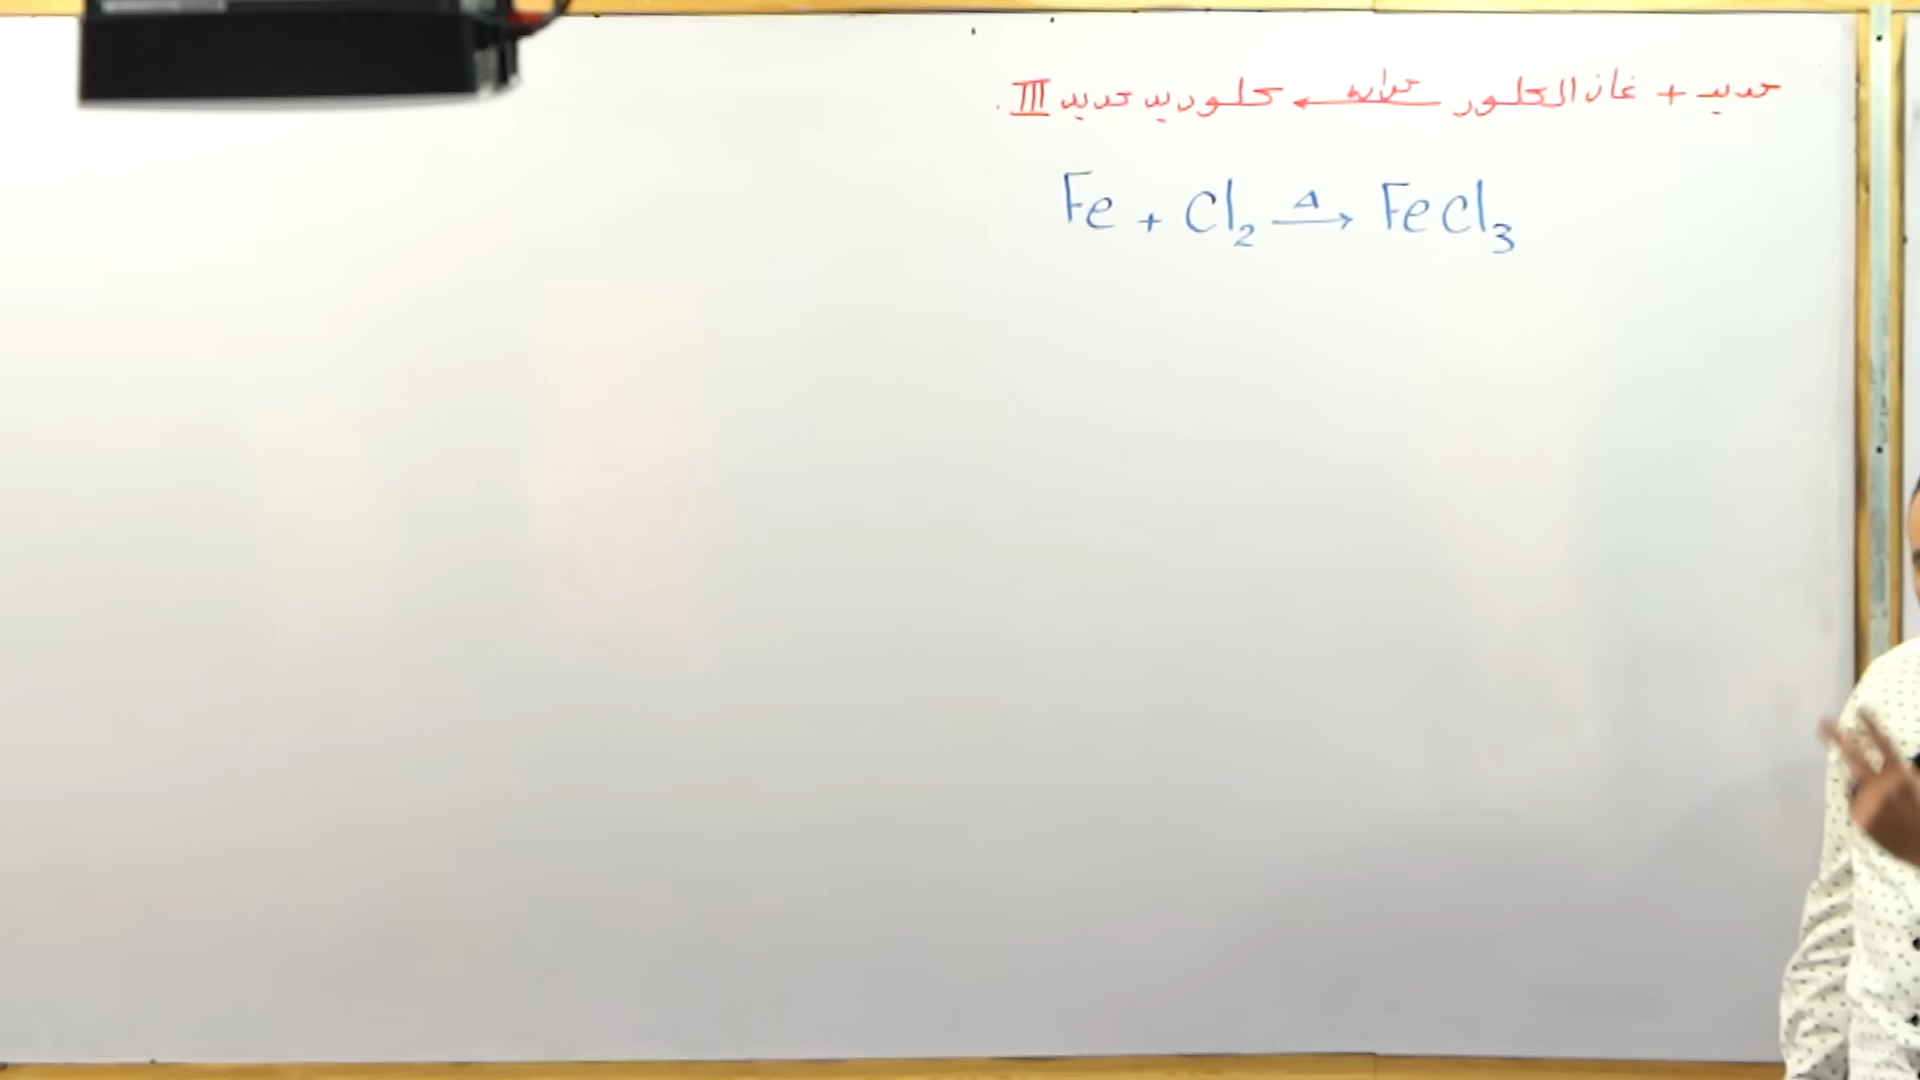 حديد + غاز الكلور ←حرارة كلوريد حديد III.
Fe + Cl₂ →Δ FeCl₃